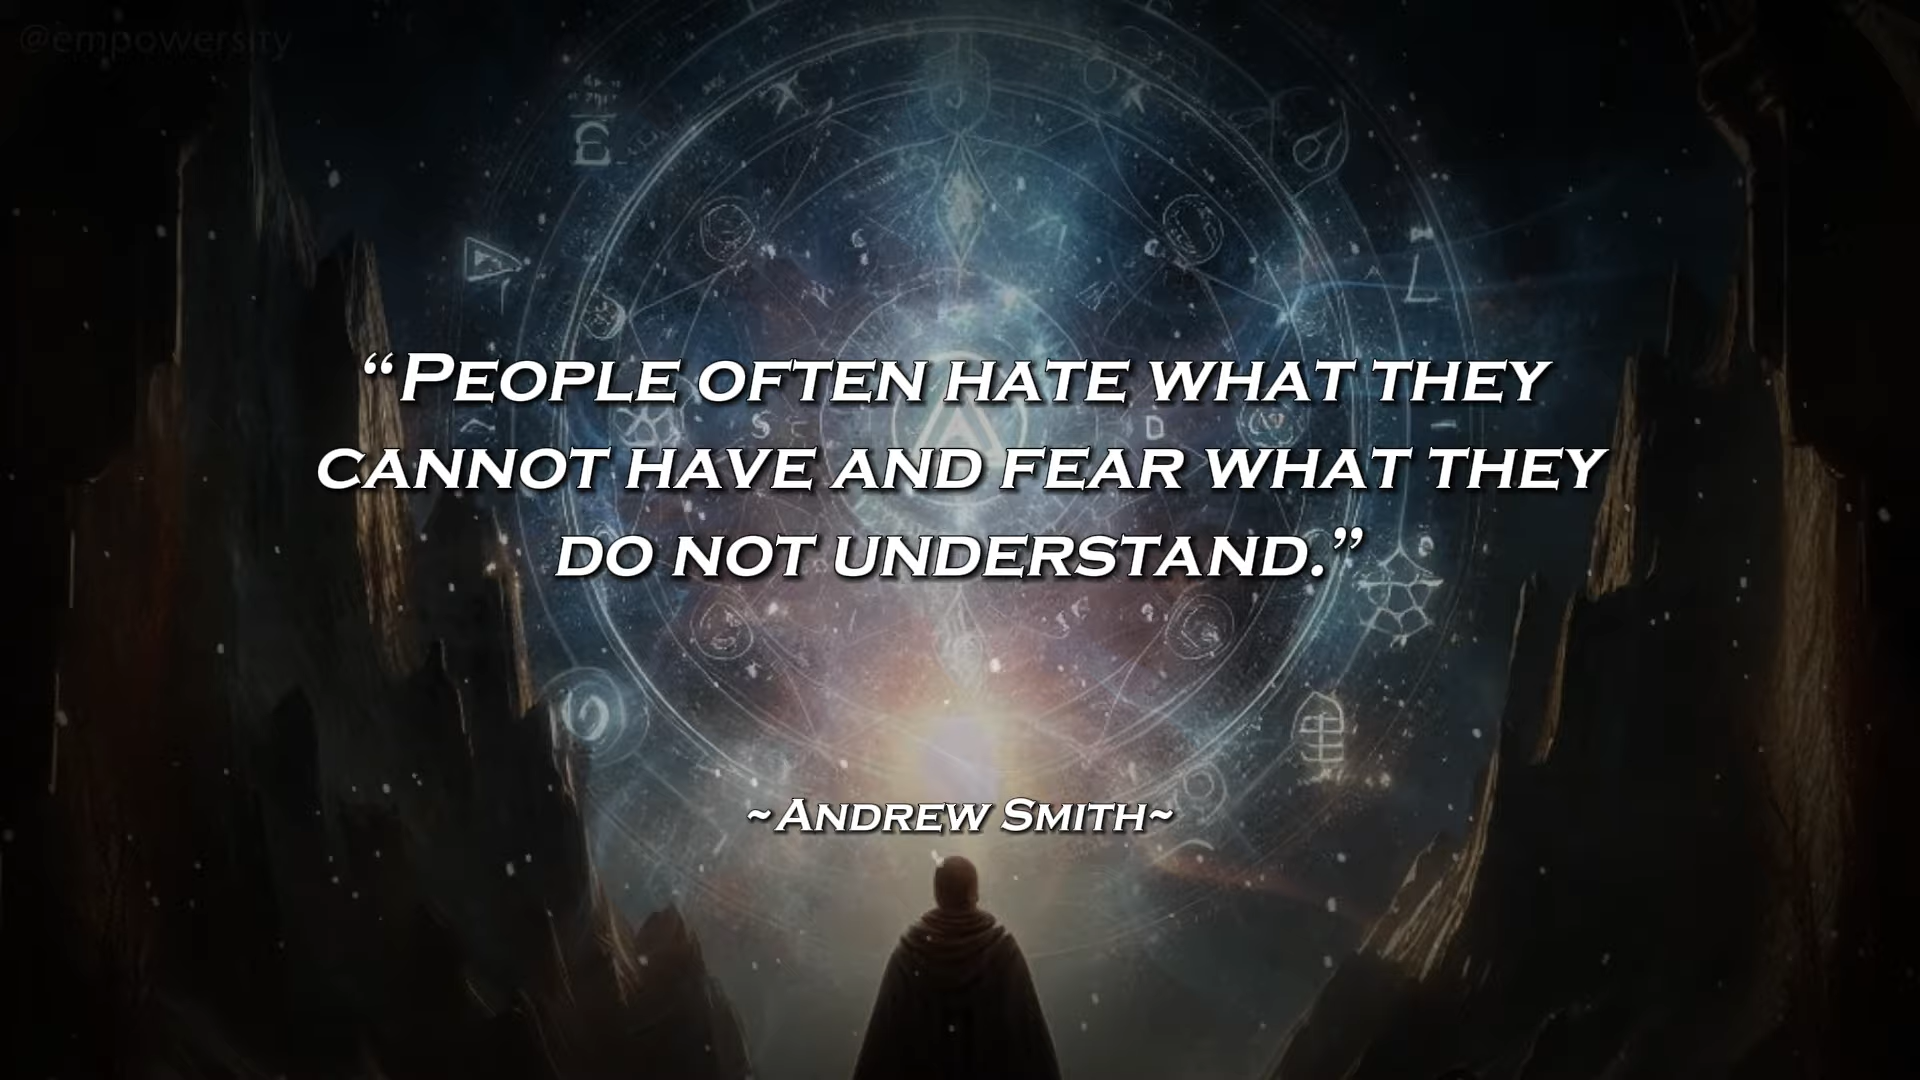 @empowersity
“PEOPLE OFTEN HATE WHAT THEY
CANNOT HAVE AND FEAR WHAT THEY
DO NOT UNDERSTAND.”
~ANDREW SMITH~